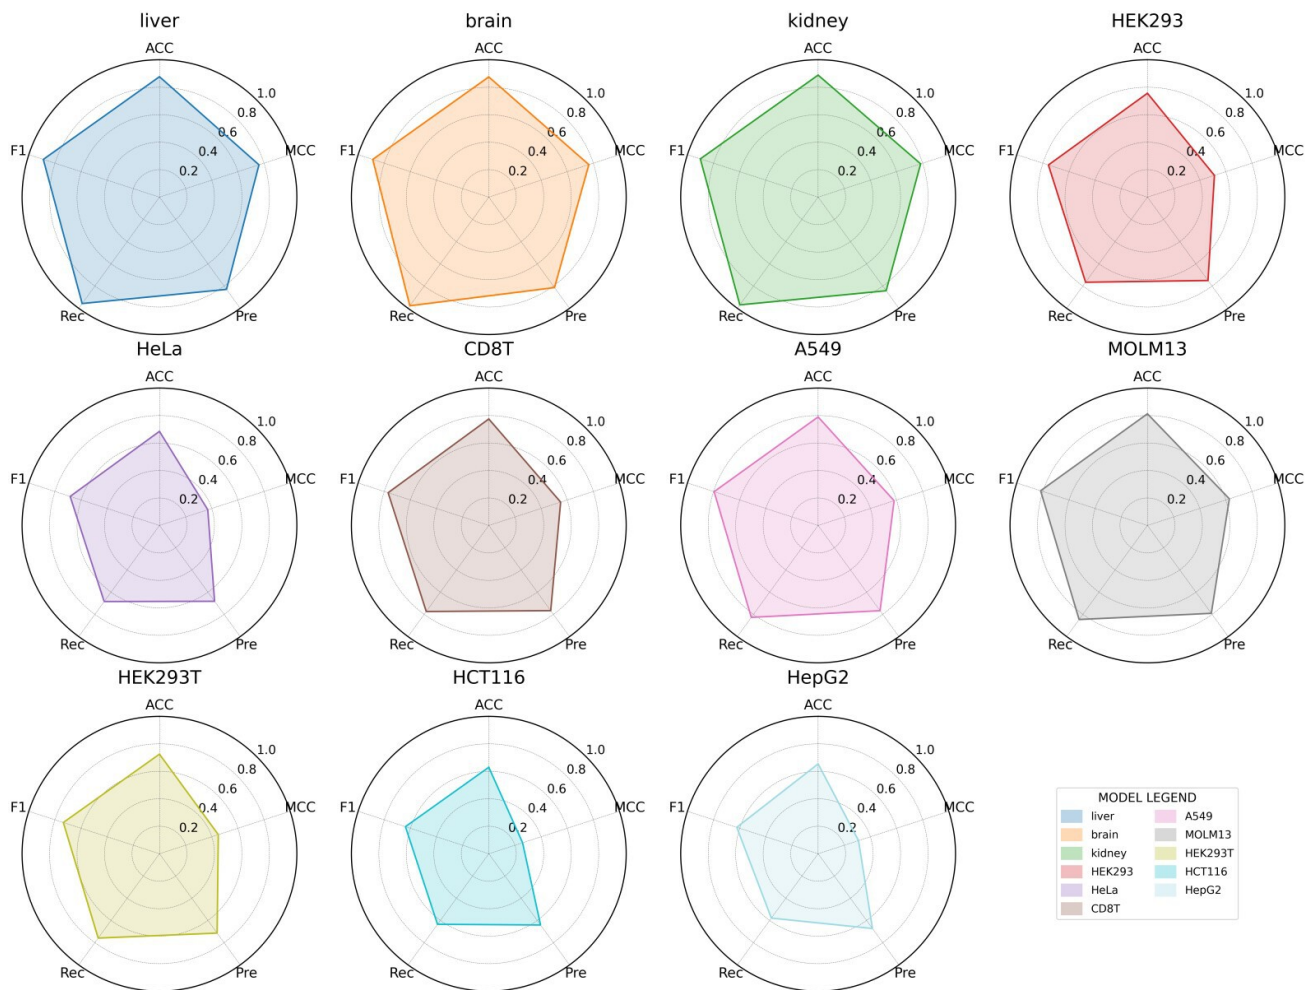 liver
ACC
1.0
0.8
0.6
0.4
0.2
F1
MCC
Rec
Pre
brain
ACC
1.0
0.8
0.6
0.4
0.2
F1
MCC
Rec
Pre
kidney
ACC
1.0
0.8
0.6
0.4
0.2
F1
MCC
Rec
Pre
HEK293
ACC
1.0
0.8
0.6
0.4
0.2
F1
MCC
Rec
Pre
HeLa
ACC
1.0
0.8
0.6
0.4
0.2
F1
MCC
Rec
Pre
CD8T
ACC
1.0
0.8
0.6
0.4
0.2
F1
MCC
Rec
Pre
A549
ACC
1.0
0.8
0.6
0.4
0.2
F1
MCC
Rec
Pre
MOLM13
ACC
1.0
0.8
0.6
0.4
0.2
F1
MCC
Rec
Pre
HEK293T
ACC
1.0
0.8
0.6
0.4
0.2
F1
MCC
Rec
Pre
HCT116
ACC
1.0
0.8
0.6
0.4
0.2
F1
MCC
Rec
Pre
HepG2
ACC
1.0
0.8
0.6
0.4
0.2
F1
MCC
Rec
Pre
MODEL LEGEND
liver
brain
kidney
HEK293
HeLa
CD8T
A549
MOLM13
HEK293T
HCT116
HepG2